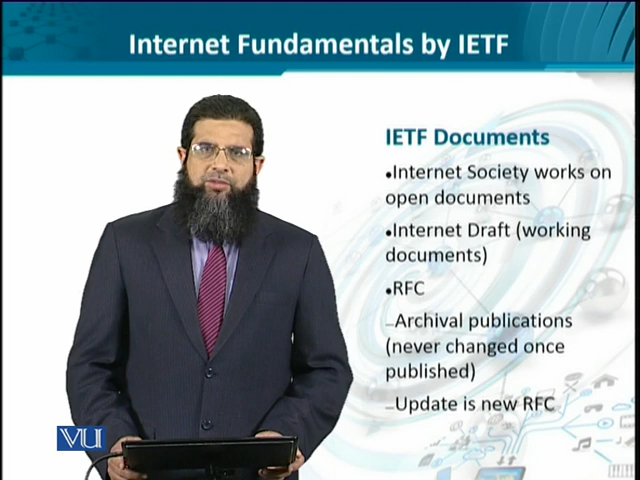 Internet Fundamentals by IETF
IETF Documents
•Internet Society works on
open documents
•Internet Draft (working
documents)
•RFC
–Archival publications
(never changed once
published)
–Update is new RFC
VU